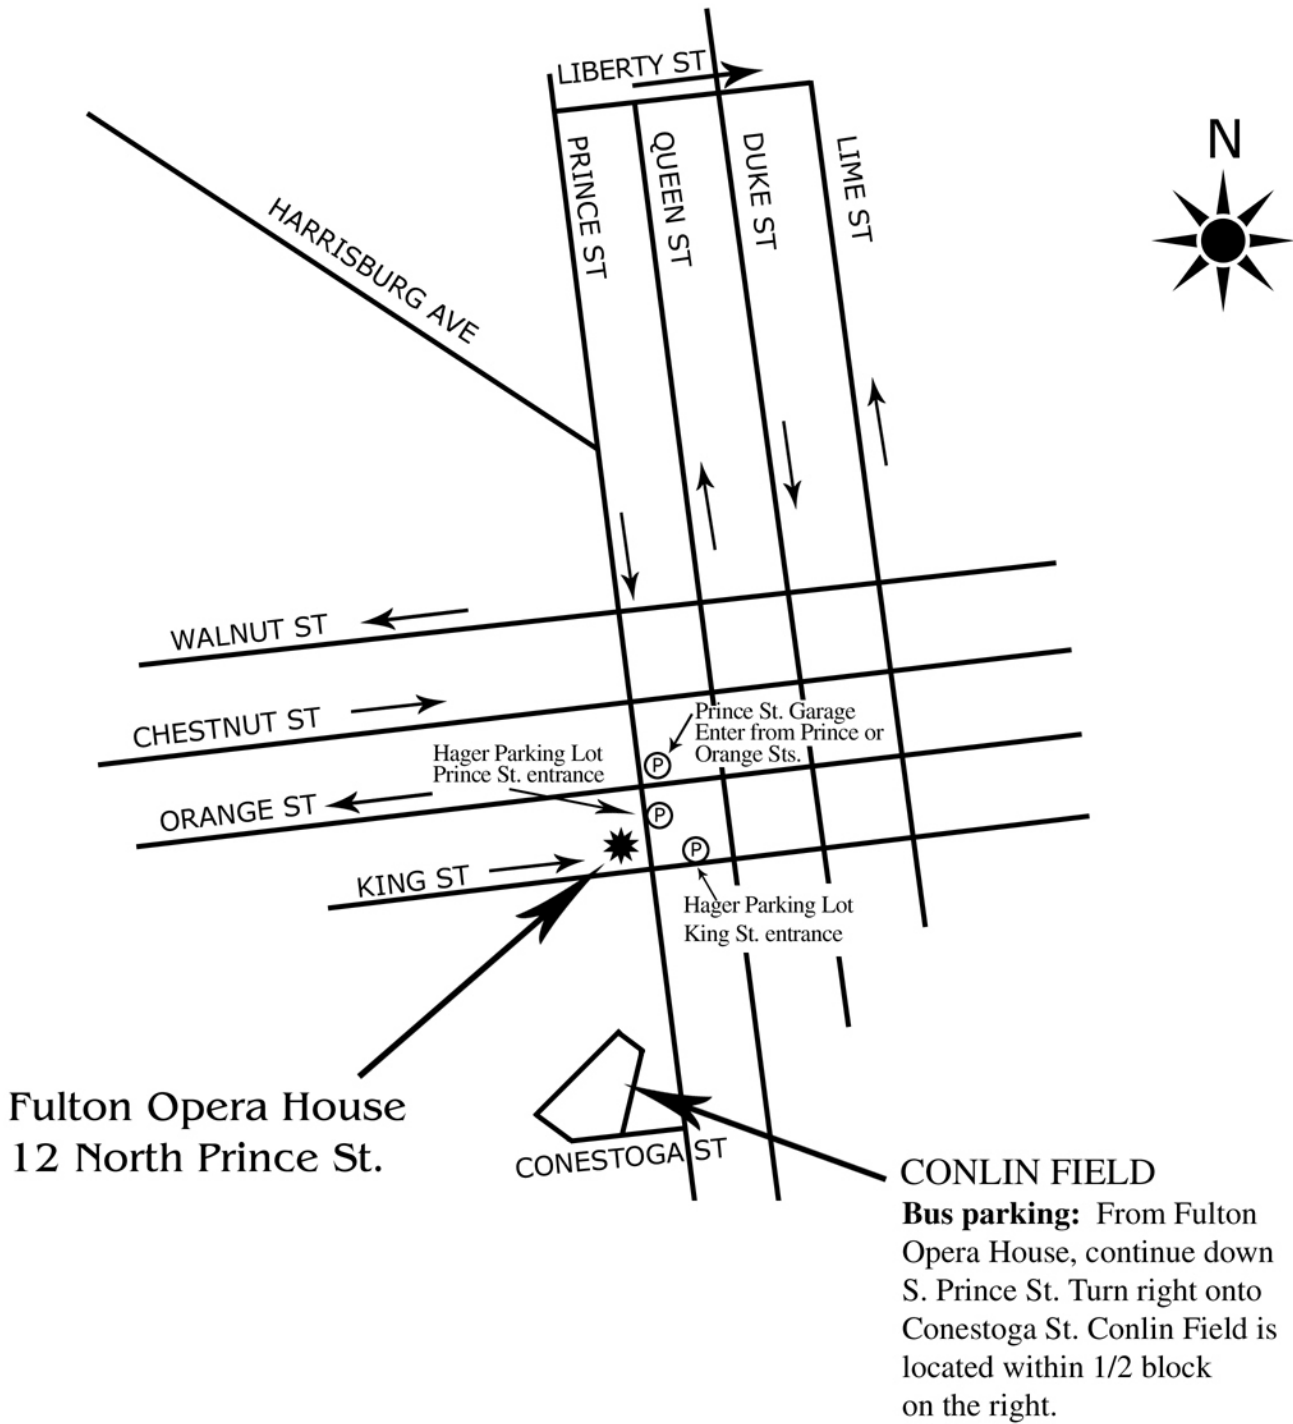 LIBERTY ST
N
PRINCE ST
QUEEN ST
DUKE ST
LIME ST
HARRISBURG AVE
WALNUT ST
CHESTNUT ST
Prince St. Garage
Enter from Prince or
Orange Sts.
Hager Parking Lot
Prince St. entrance
P
ORANGE ST
P
P
KING ST
Hager Parking Lot
King St. entrance
Fulton Opera House
12 North Prince St.
CONESTOGA ST
CONLIN FIELD
Bus parking: From Fulton
Opera House, continue down
S. Prince St. Turn right onto
Conestoga St. Conlin Field is
located within 1/2 block
on the right.